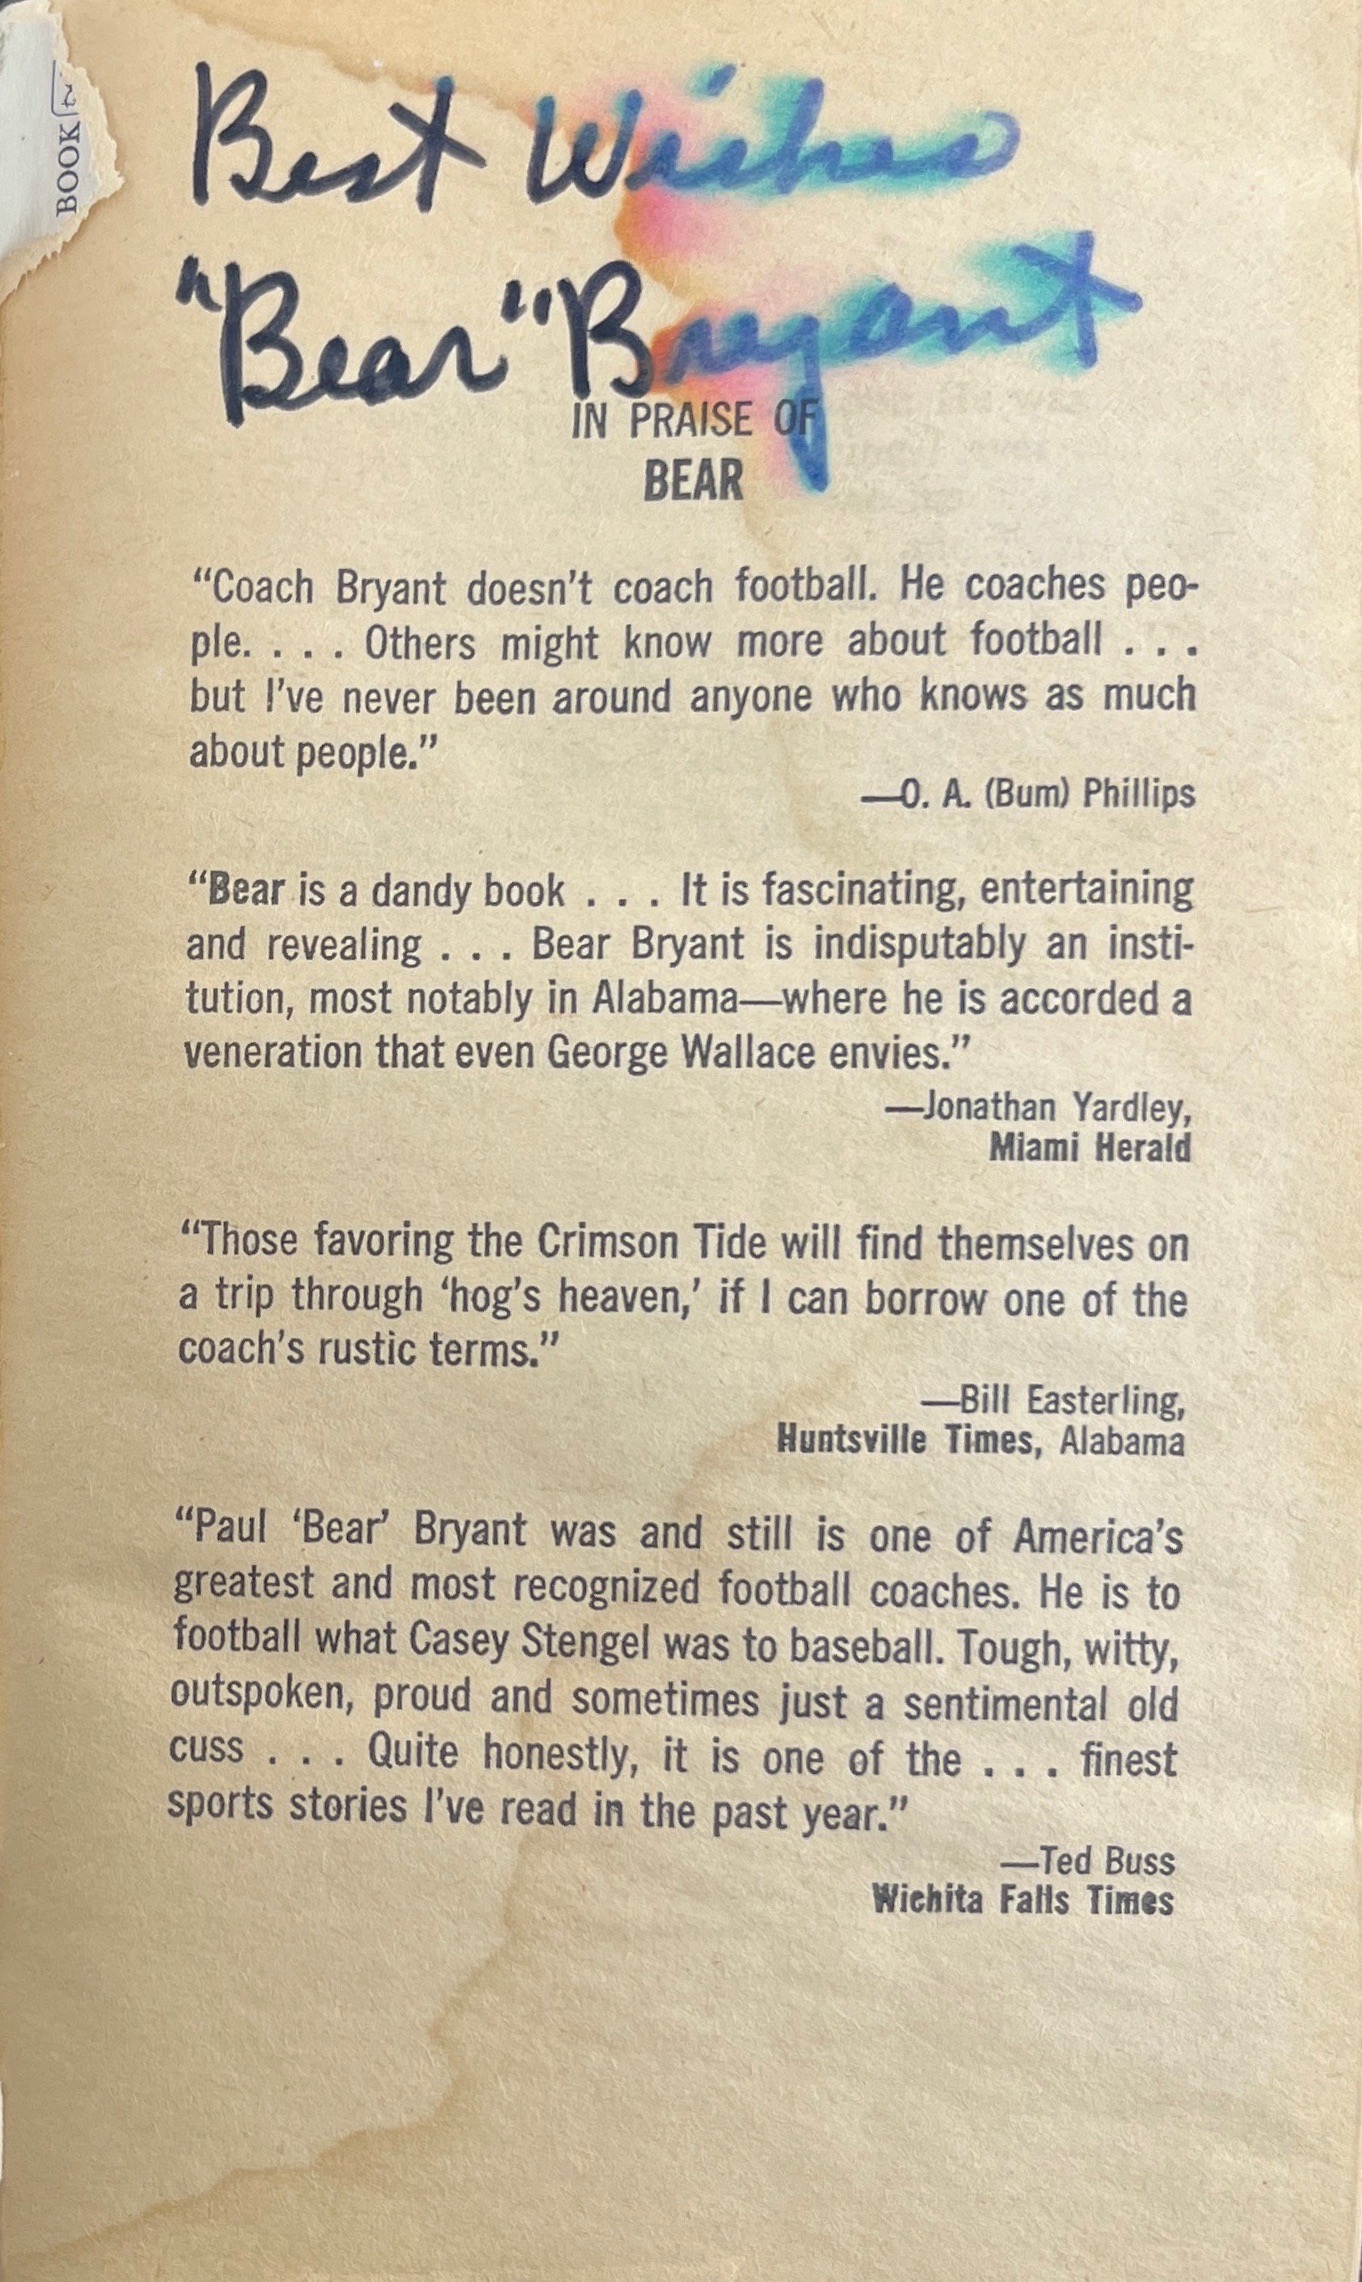 BOOK
Best Wishes
"Bear" Bryant
IN PRAISE OF
BEAR
“Coach Bryant doesn’t coach football. He coaches peo-
ple. . . . Others might know more about football . . .
but I’ve never been around anyone who knows as much
about people.”
—O. A. (Bum) Phillips
“Bear is a dandy book . . . It is fascinating, entertaining
and revealing . . . Bear Bryant is indisputably an insti-
tution, most notably in Alabama—where he is accorded a
veneration that even George Wallace envies.”
—Jonathan Yardley,
Miami Herald
“Those favoring the Crimson Tide will find themselves on
a trip through ‘hog’s heaven,’ if I can borrow one of the
coach’s rustic terms.”
—Bill Easterling,
Huntsville Times, Alabama
“Paul ‘Bear’ Bryant was and still is one of America’s
greatest and most recognized football coaches. He is to
football what Casey Stengel was to baseball. Tough, witty,
outspoken, proud and sometimes just a sentimental old
cuss . . . Quite honestly, it is one of the . . . finest
sports stories I’ve read in the past year.”
—Ted Buss
Wichita Falls Times